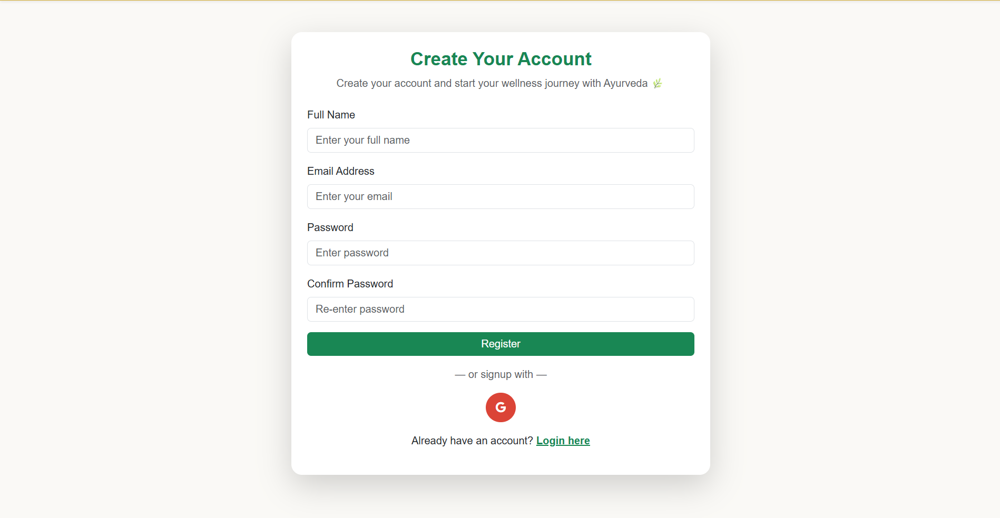 Create Your Account
Create your account and start your wellness journey with Ayurveda 🌿
Full Name
Enter your full name
Email Address
Enter your email
Password
Enter password
Confirm Password
Re-enter password
Register
— or signup with —
G
Already have an account? Login here